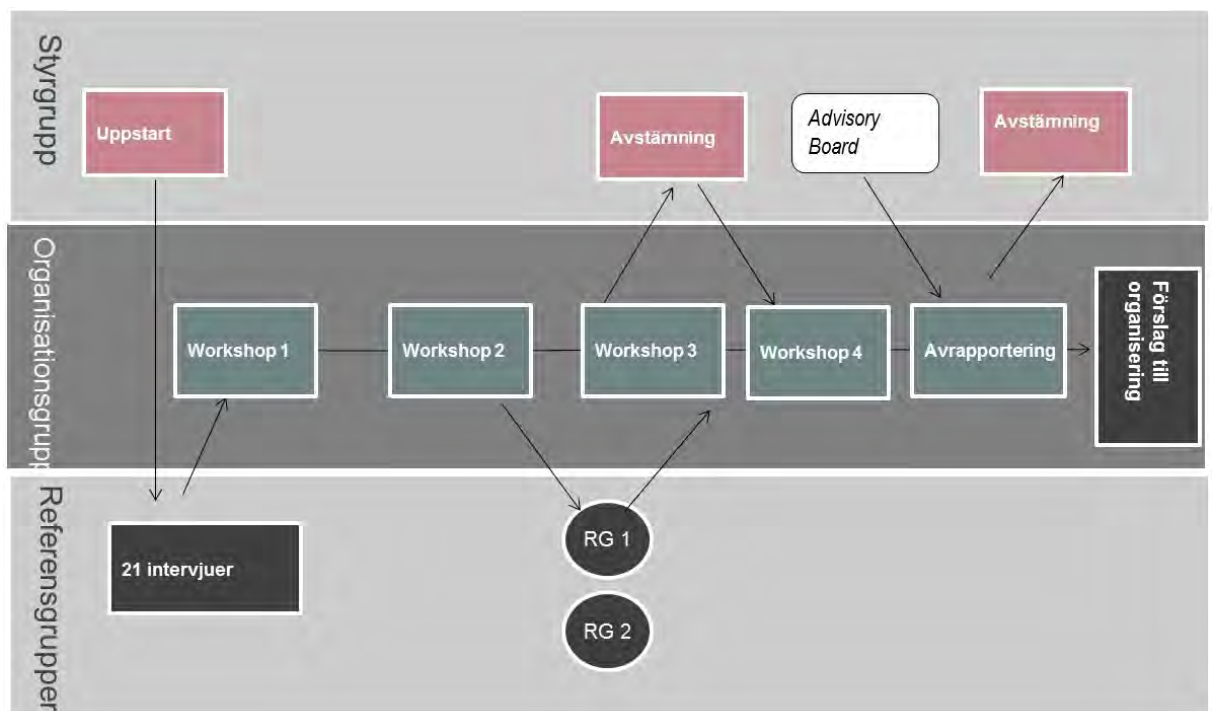 Styrgrupp
Uppstart
Avstämning
Advisory
Board
Avstämning
Organisationsgrupp
Workshop 1
Workshop 2
Workshop 3
Workshop 4
Avrapportering
Förslag till
organisering
Referensgrupper
21 intervjuer
RG 1
RG 2